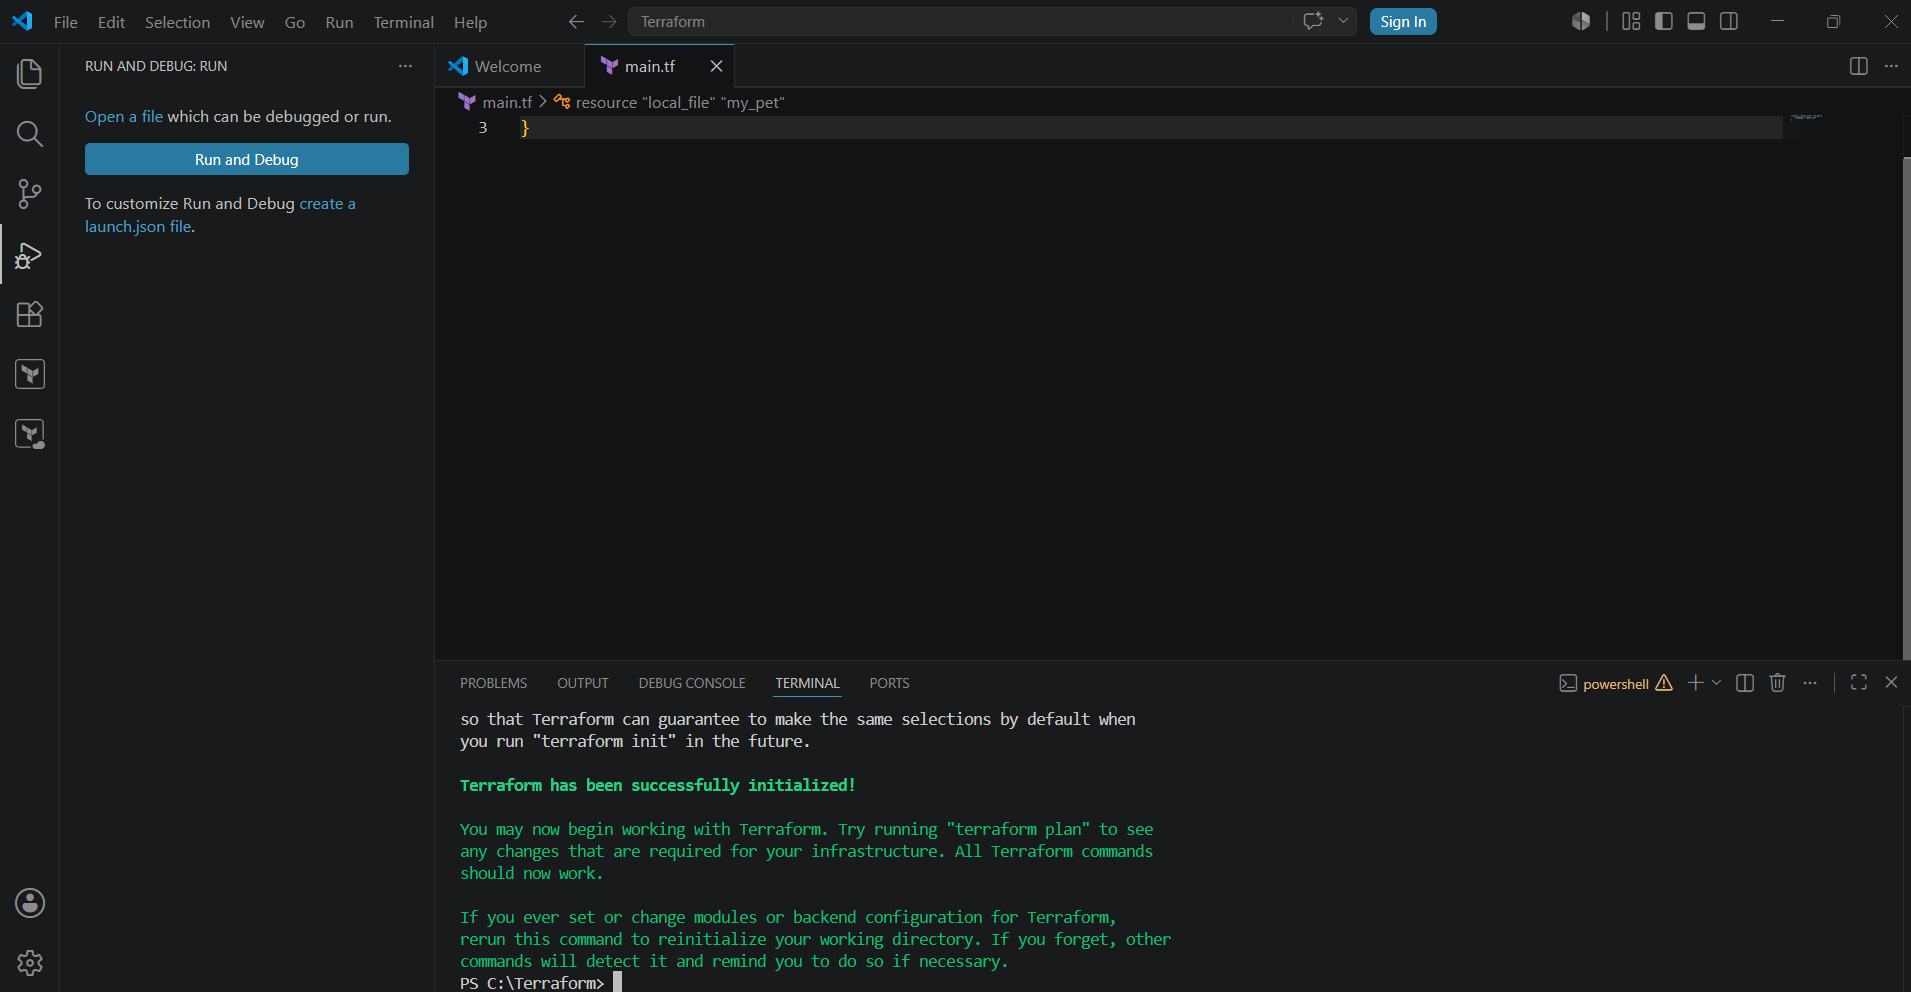 File Edit Selection View Go Run Terminal Help
Terraform
Sign In
RUN AND DEBUG: RUN
Open a file which can be debugged or run.
Run and Debug
To customize Run and Debug create a
launch.json file.
Welcome
main.tf
main.tf > resource "local_file" "my_pet"
3 }
PROBLEMS OUTPUT DEBUG CONSOLE TERMINAL PORTS
powershell
so that Terraform can guarantee to make the same selections by default when
you run "terraform init" in the future.
Terraform has been successfully initialized!
You may now begin working with Terraform. Try running "terraform plan" to see
any changes that are required for your infrastructure. All Terraform commands
should now work.
If you ever set or change modules or backend configuration for Terraform,
rerun this command to reinitialize your working directory. If you forget, other
commands will detect it and remind you to do so if necessary.
PS C:\Terraform>